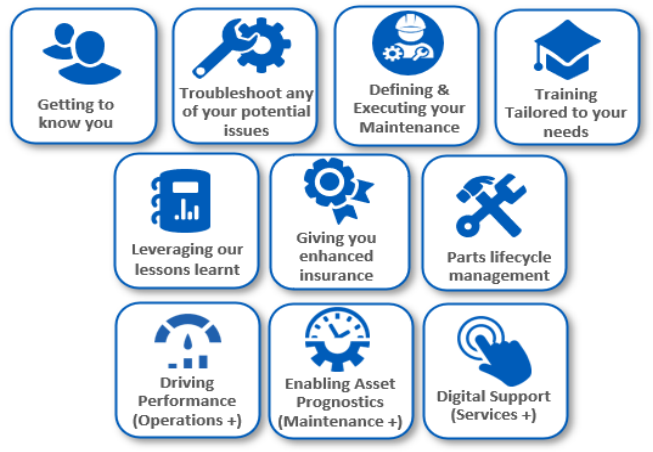 Getting to
know you
Troubleshoot any
of your potential
issues
Defining &
Executing your
Maintenance
Training
Tailored to your
needs
Leveraging our
lessons learnt
Giving you
enhanced
insurance
Parts lifecycle
management
Driving
Performance
(Operations +)
Enabling Asset
Prognostics
(Maintenance +)
Digital Support
(Services +)